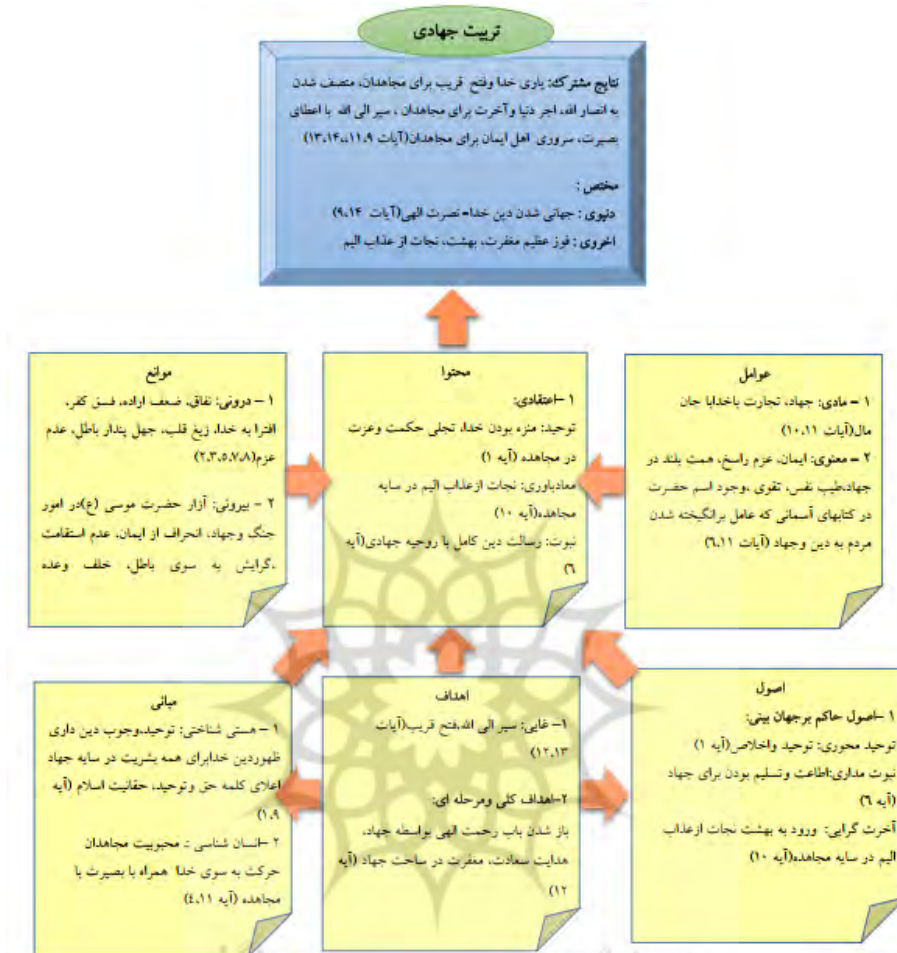 تربیت جهادی
نتایج مشترک: یاری خدا وفتح قریب برای مجاهدان، متصف شدن
به انصار الله، اجر دنیا وآخرت برای مجاهدان ، سیر الی الله با اعطای
بصیرت، سروری اهل ایمان برای مجاهدان(آیات ۱۳،۱۴،،۱۱،۹)
مختص :
دنیوی : جهانی شدن دین خدا- نصرت الهی(آیات ۹،۱۴)
اخروی : فوز عظیم مغفرت، بهشت، نجات از عذاب الیم
عوامل
۱ – مادی: جهاد، تجارت باخدابا جان
مال(آیات ۱۰،۱۱)
۲ – معنوی: ایمان، عزم راسخ، همت بلند در
جهاد،طیب نفس، تقوی ،وجود اسم حضرت
در کتابهای آسمانی که عامل برانگیخته شدن
مردم به دین وجهاد (آیات ٦،۱۱)
محتوا
۱ –اعتقادی:
توحید: منزه بودن خدا، تجلی حکمت وعزت
در مجاهده (آیه ۱)
معادباوری: نجات ازعذاب الیم در سایه
مجاهده(آیه ۱۰)
نبوت: رسالت دین کامل با روحیه جهادی(آیه
٦)
موانع
۱ – درونی: نفاق، ضعف اراده، فسق کفر،
افترا به خدا، زیغ قلب، جهل پندار باطل، عدم
عزم(۲،۳،۵،۷،۸)
۲ – بیرونی: آزار حضرت موسی (ع)در امور
جنگ وجهاد، انحراف از ایمان، عدم استقامت
،گرایش به سوی باطل، خلف وعده
اصول
۱ –اصول حاکم برجهان بینی:
توحید محوری: توحید واخلاص(آیه ۱)
نبوت مداری:اطاعت وتسلیم بودن برای جهاد
(آیه ٦)
آخرت گرایی: ورود به بهشت نجات ازعذاب
الیم در سایه مجاهده(آیه ۱۰)
اهداف
۱– غایی: سیر الی الله،فتح قریب(آیات
۱۲،۱۳)
۲–اهداف کلی ومرحله ای:
باز شدن باب رحمت الهی بواسطه جهاد،
هدایت سعادت، مغفرت در ساحت جهاد (آیه
۱۲)
مبانی
۱ – هستی شناختی: توحید،وجوب دین داری
ظهوردین خدابرای همه بشریت در سایه جهاد
اعلای کلمه حق وتوحید، حقانیت اسلام (آیه
۱،۹)
۲ –انسان شناسی : محبوبیت مجاهدان
حرکت به سوی خدا همراه با بصیرت با
مجاهده (آیه ٤،۱۱)